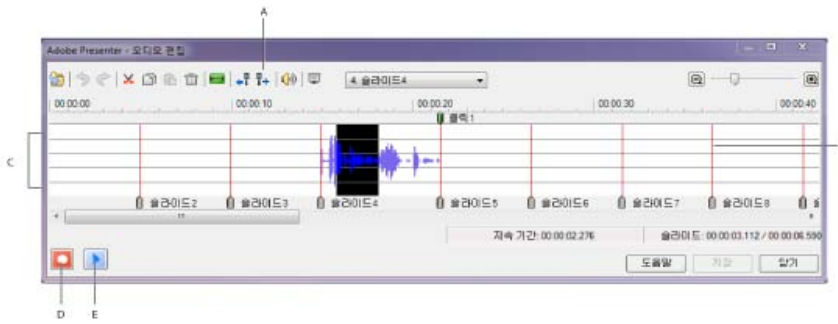 A
Adobe Presenter - 오디오 편집
4. 슬라이드4
00:00:00 00:00:10 00:00:20 00:00:30 00:00:40
클릭1
C
슬라이드2 슬라이드3 슬라이드4 슬라이드5 슬라이드6 슬라이드7 슬라이드8
지속 기간: 00:00:02.276 슬라이드: 00:00:03.112 / 00:00:06.590
도움말 저장 닫기
D E